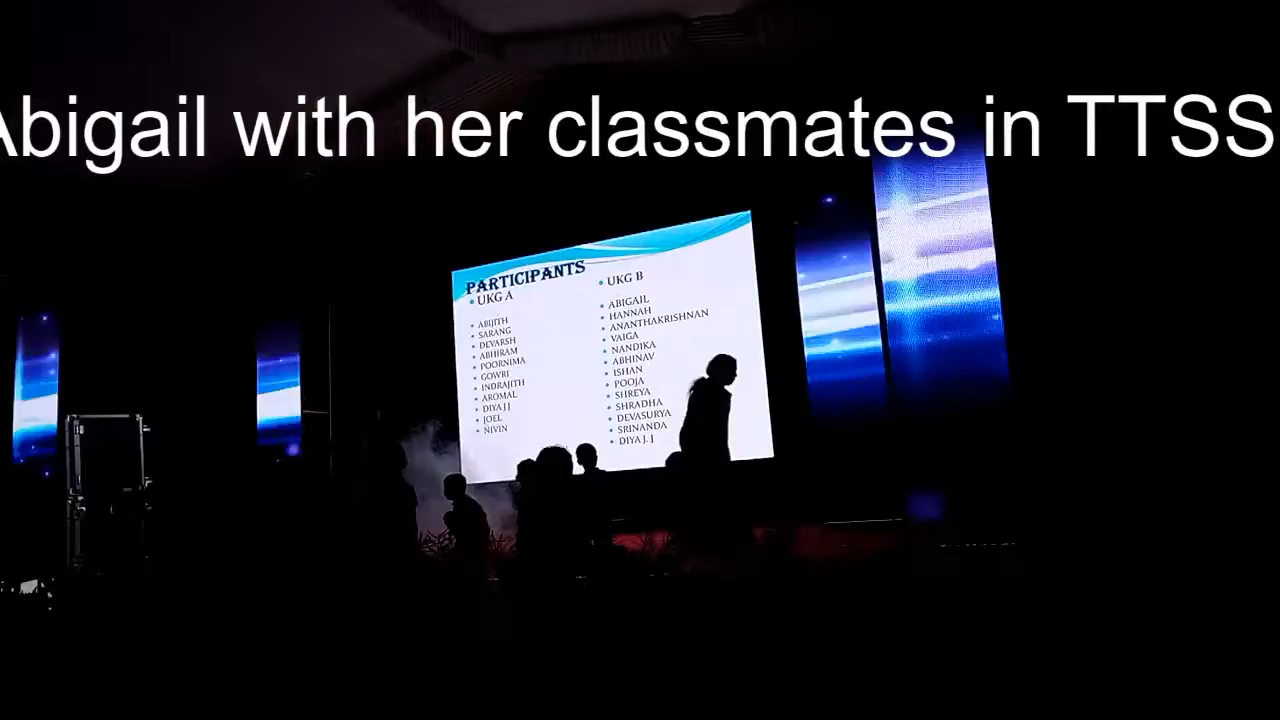 Abigail with her classmates in TTSS
PARTICIPANTS
• UKG A
• ABIJITH
• SARANG
• DEVARSH
• ABHIRAM
• POORNIMA
• GOWRI
• INDRAJITH
• AROMAL
• DIYA J J
• JOEL
• NIVIN
• UKG B
• ABIGAIL
• HANNAH
• ANANTHAKRISHNAN
• VAIGA
• NANDIKA
• ABHINAV
• ISHAN
• POOJA
• SHREYA
• SHRADHA
• DEVASURYA
• SRINANDA
• DIYA J. J